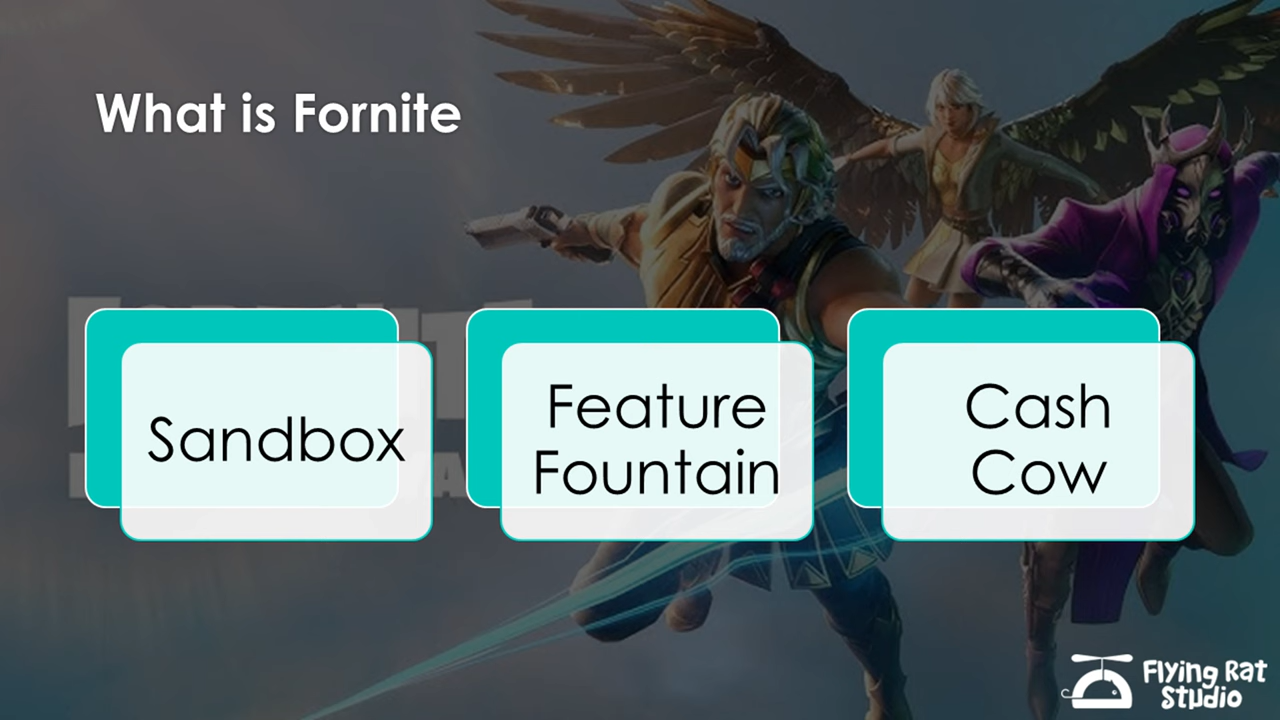 What is Fornite
Sandbox
Feature
Fountain
Cash
Cow
Flying Rat
Studio